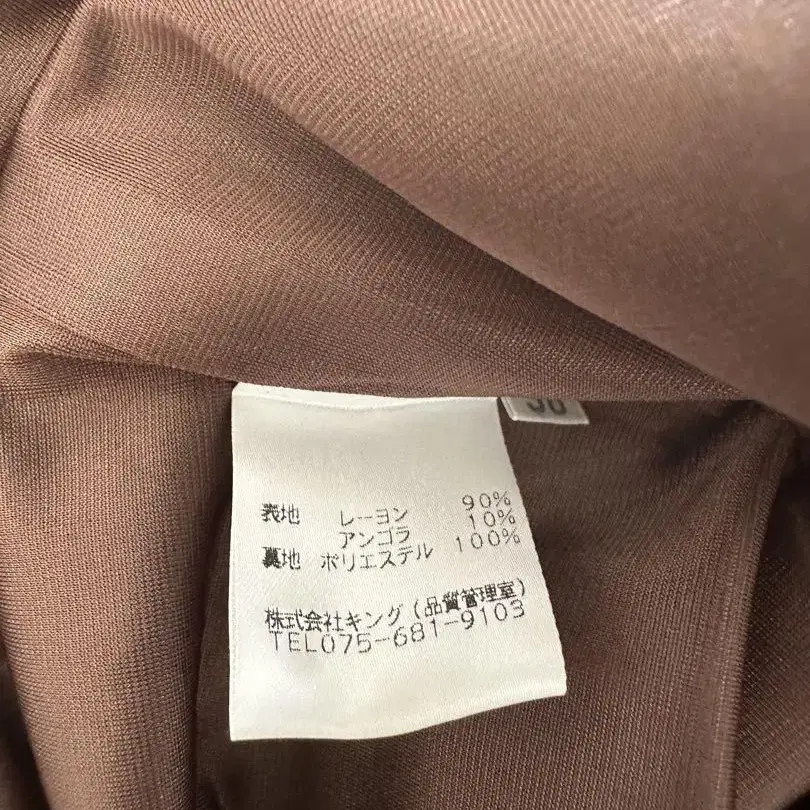 表地 レーヨン 90%
アンゴラ 10%
裏地 ポリエステル 100%
株式会社キング(品質管理室)
TEL075-681-9103